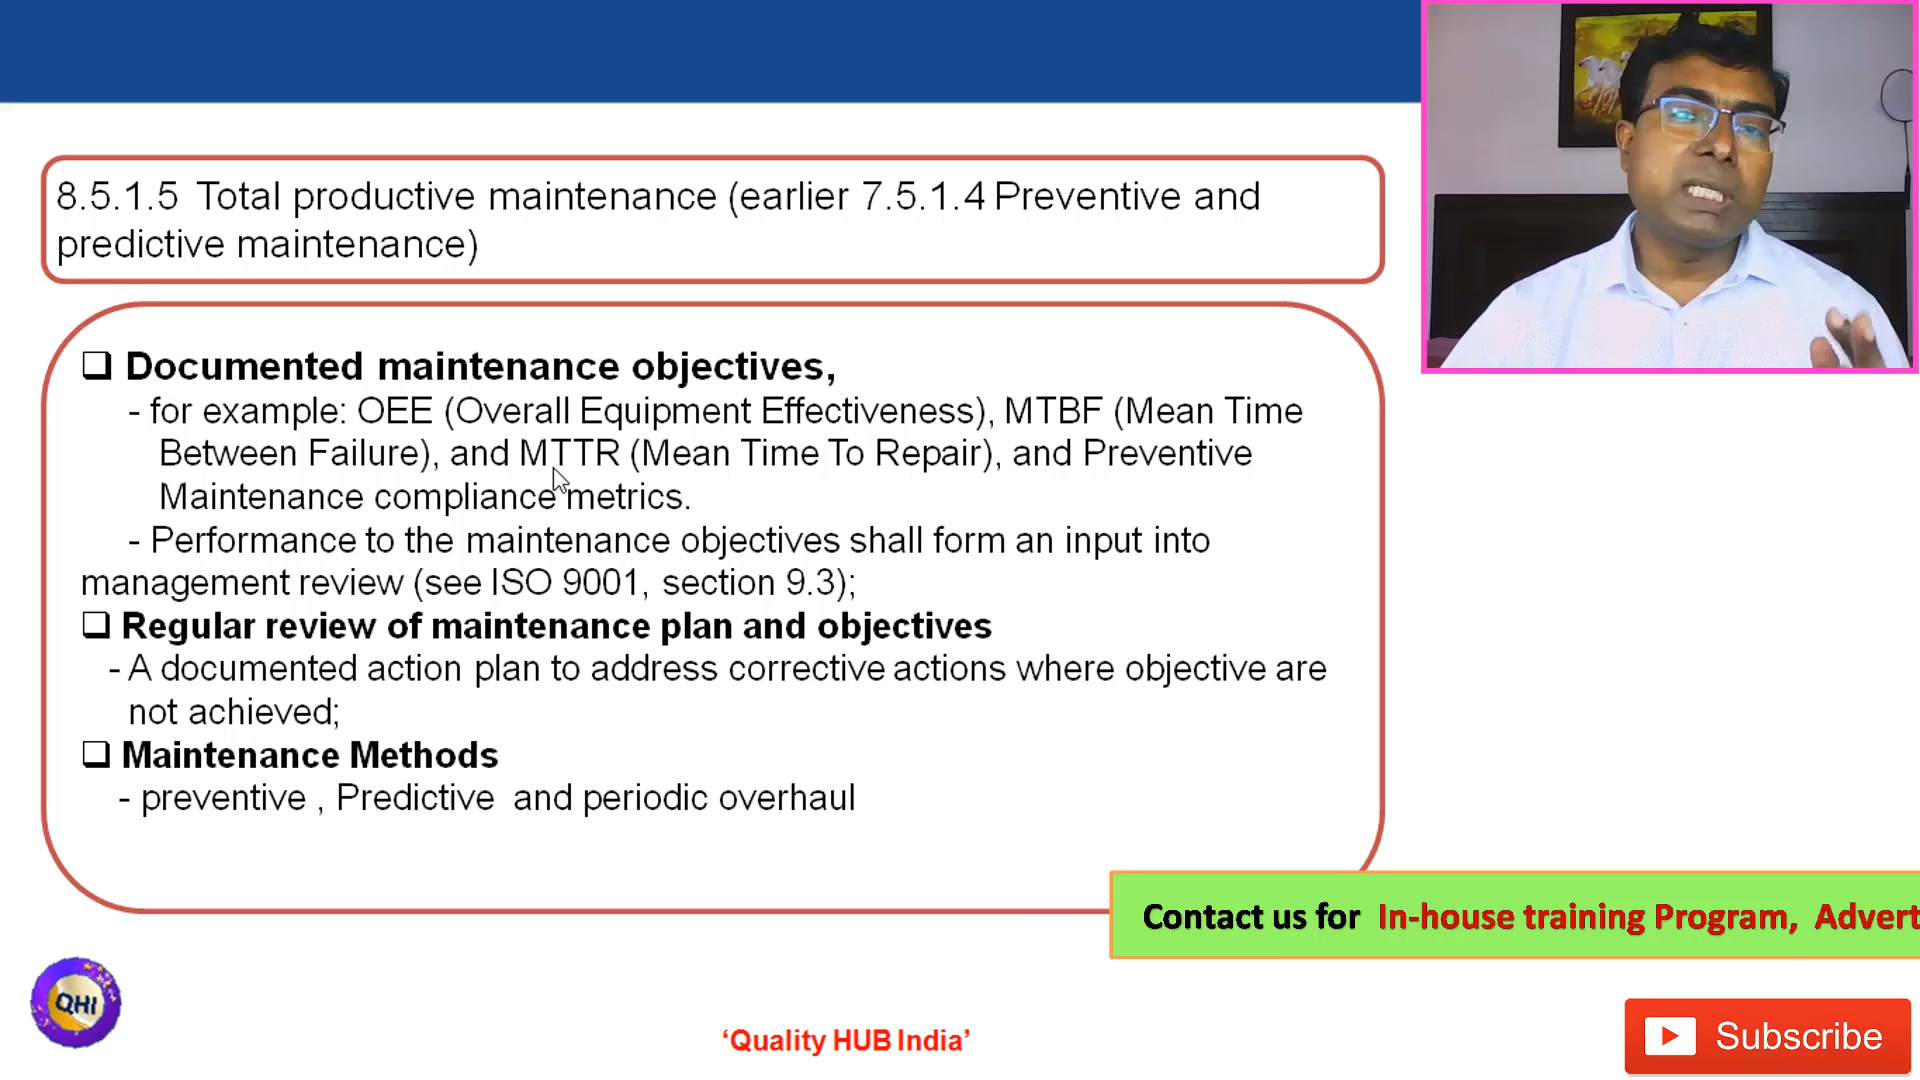 8.5.1.5 Total productive maintenance (earlier 7.5.1.4 Preventive and
predictive maintenance)
❑ Documented maintenance objectives,
- for example: OEE (Overall Equipment Effectiveness), MTBF (Mean Time
Between Failure), and MTTR (Mean Time To Repair), and Preventive
Maintenance compliance metrics.
- Performance to the maintenance objectives shall form an input into
management review (see ISO 9001, section 9.3);
❑ Regular review of maintenance plan and objectives
- A documented action plan to address corrective actions where objective are
not achieved;
❑ Maintenance Methods
- preventive , Predictive and periodic overhaul
Contact us for In-house training Program, Advert
QHI
‘Quality HUB India’
Subscribe